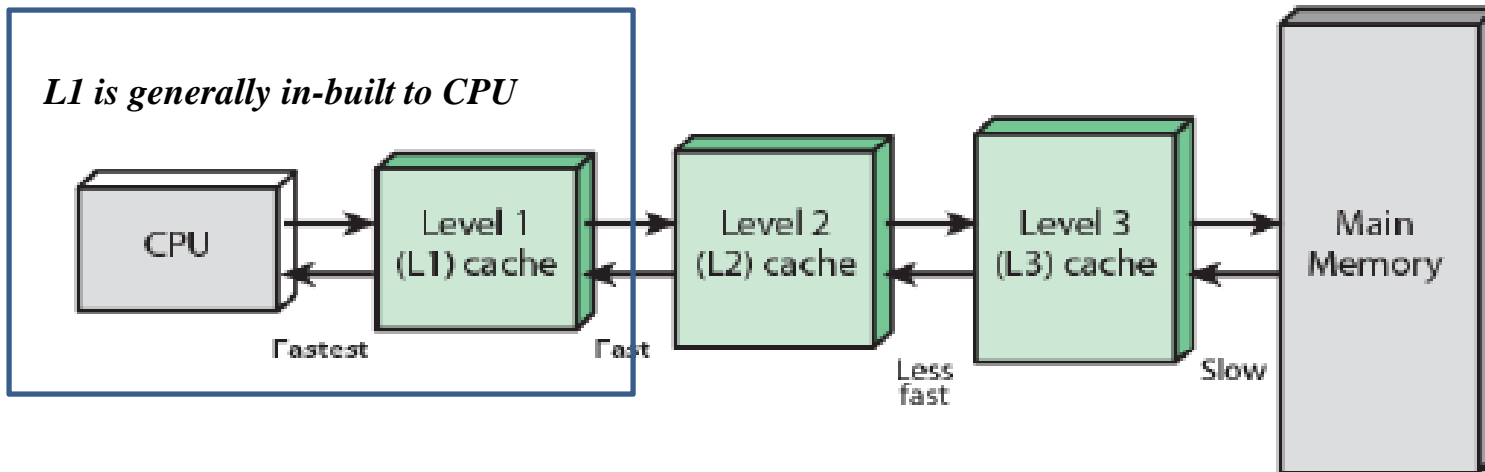 L1 is generally in-built to CPU
CPU
Level 1
(L1) cache
Level 2
(L2) cache
Level 3
(L3) cache
Main
Memory
Fastest
Fast
Less
fast
Slow